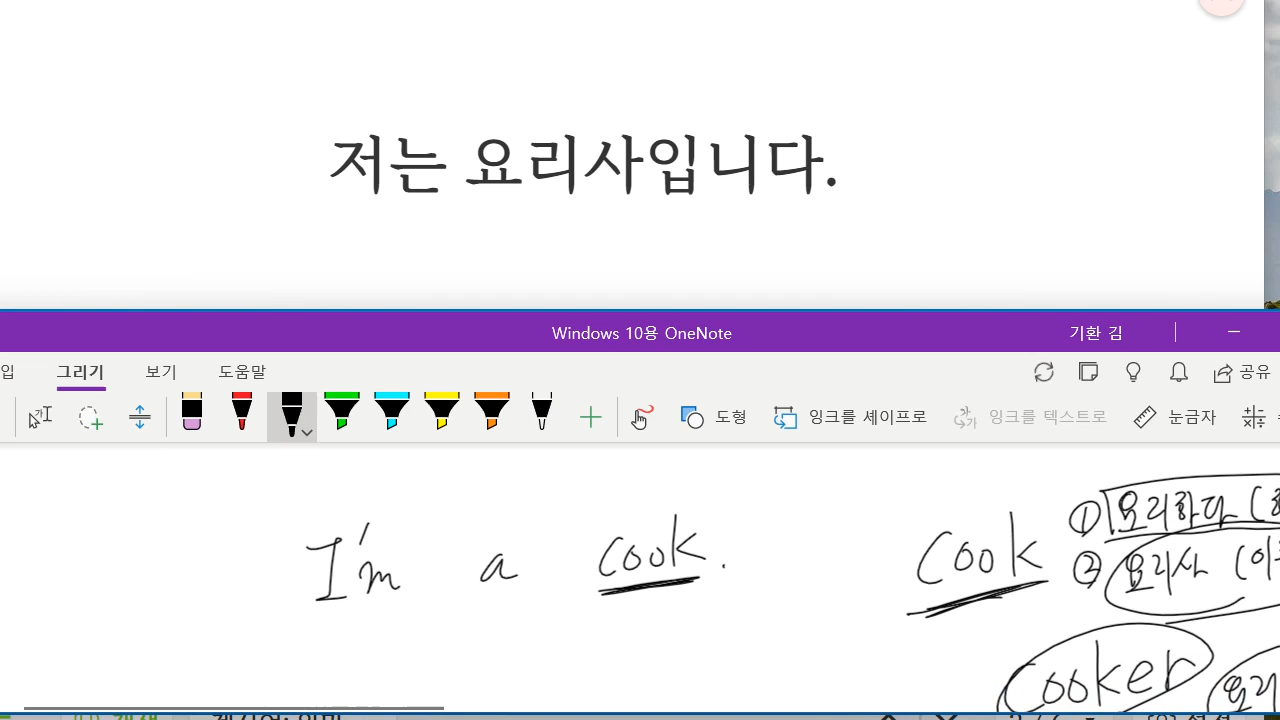 저는 요리사입니다.
Windows 10용 OneNote
기환 김
입 그리기 보기 도움말
공유
도형 잉크를 셰이프로 잉크를 텍스트로 눈금자
I'm a cook. Cook ① 요리하다
② 요리사
Cooker 요리